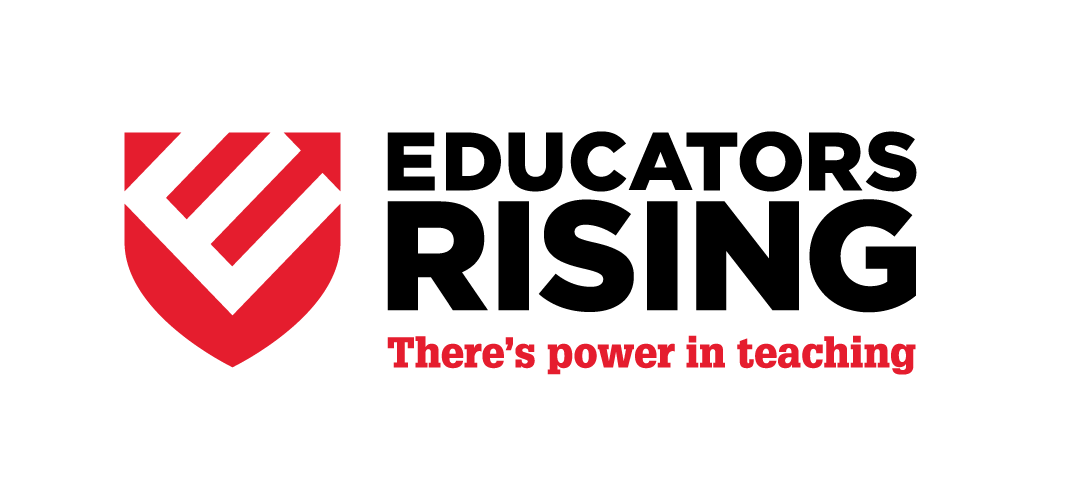 EDUCATORS
RISING
There’s power in teaching